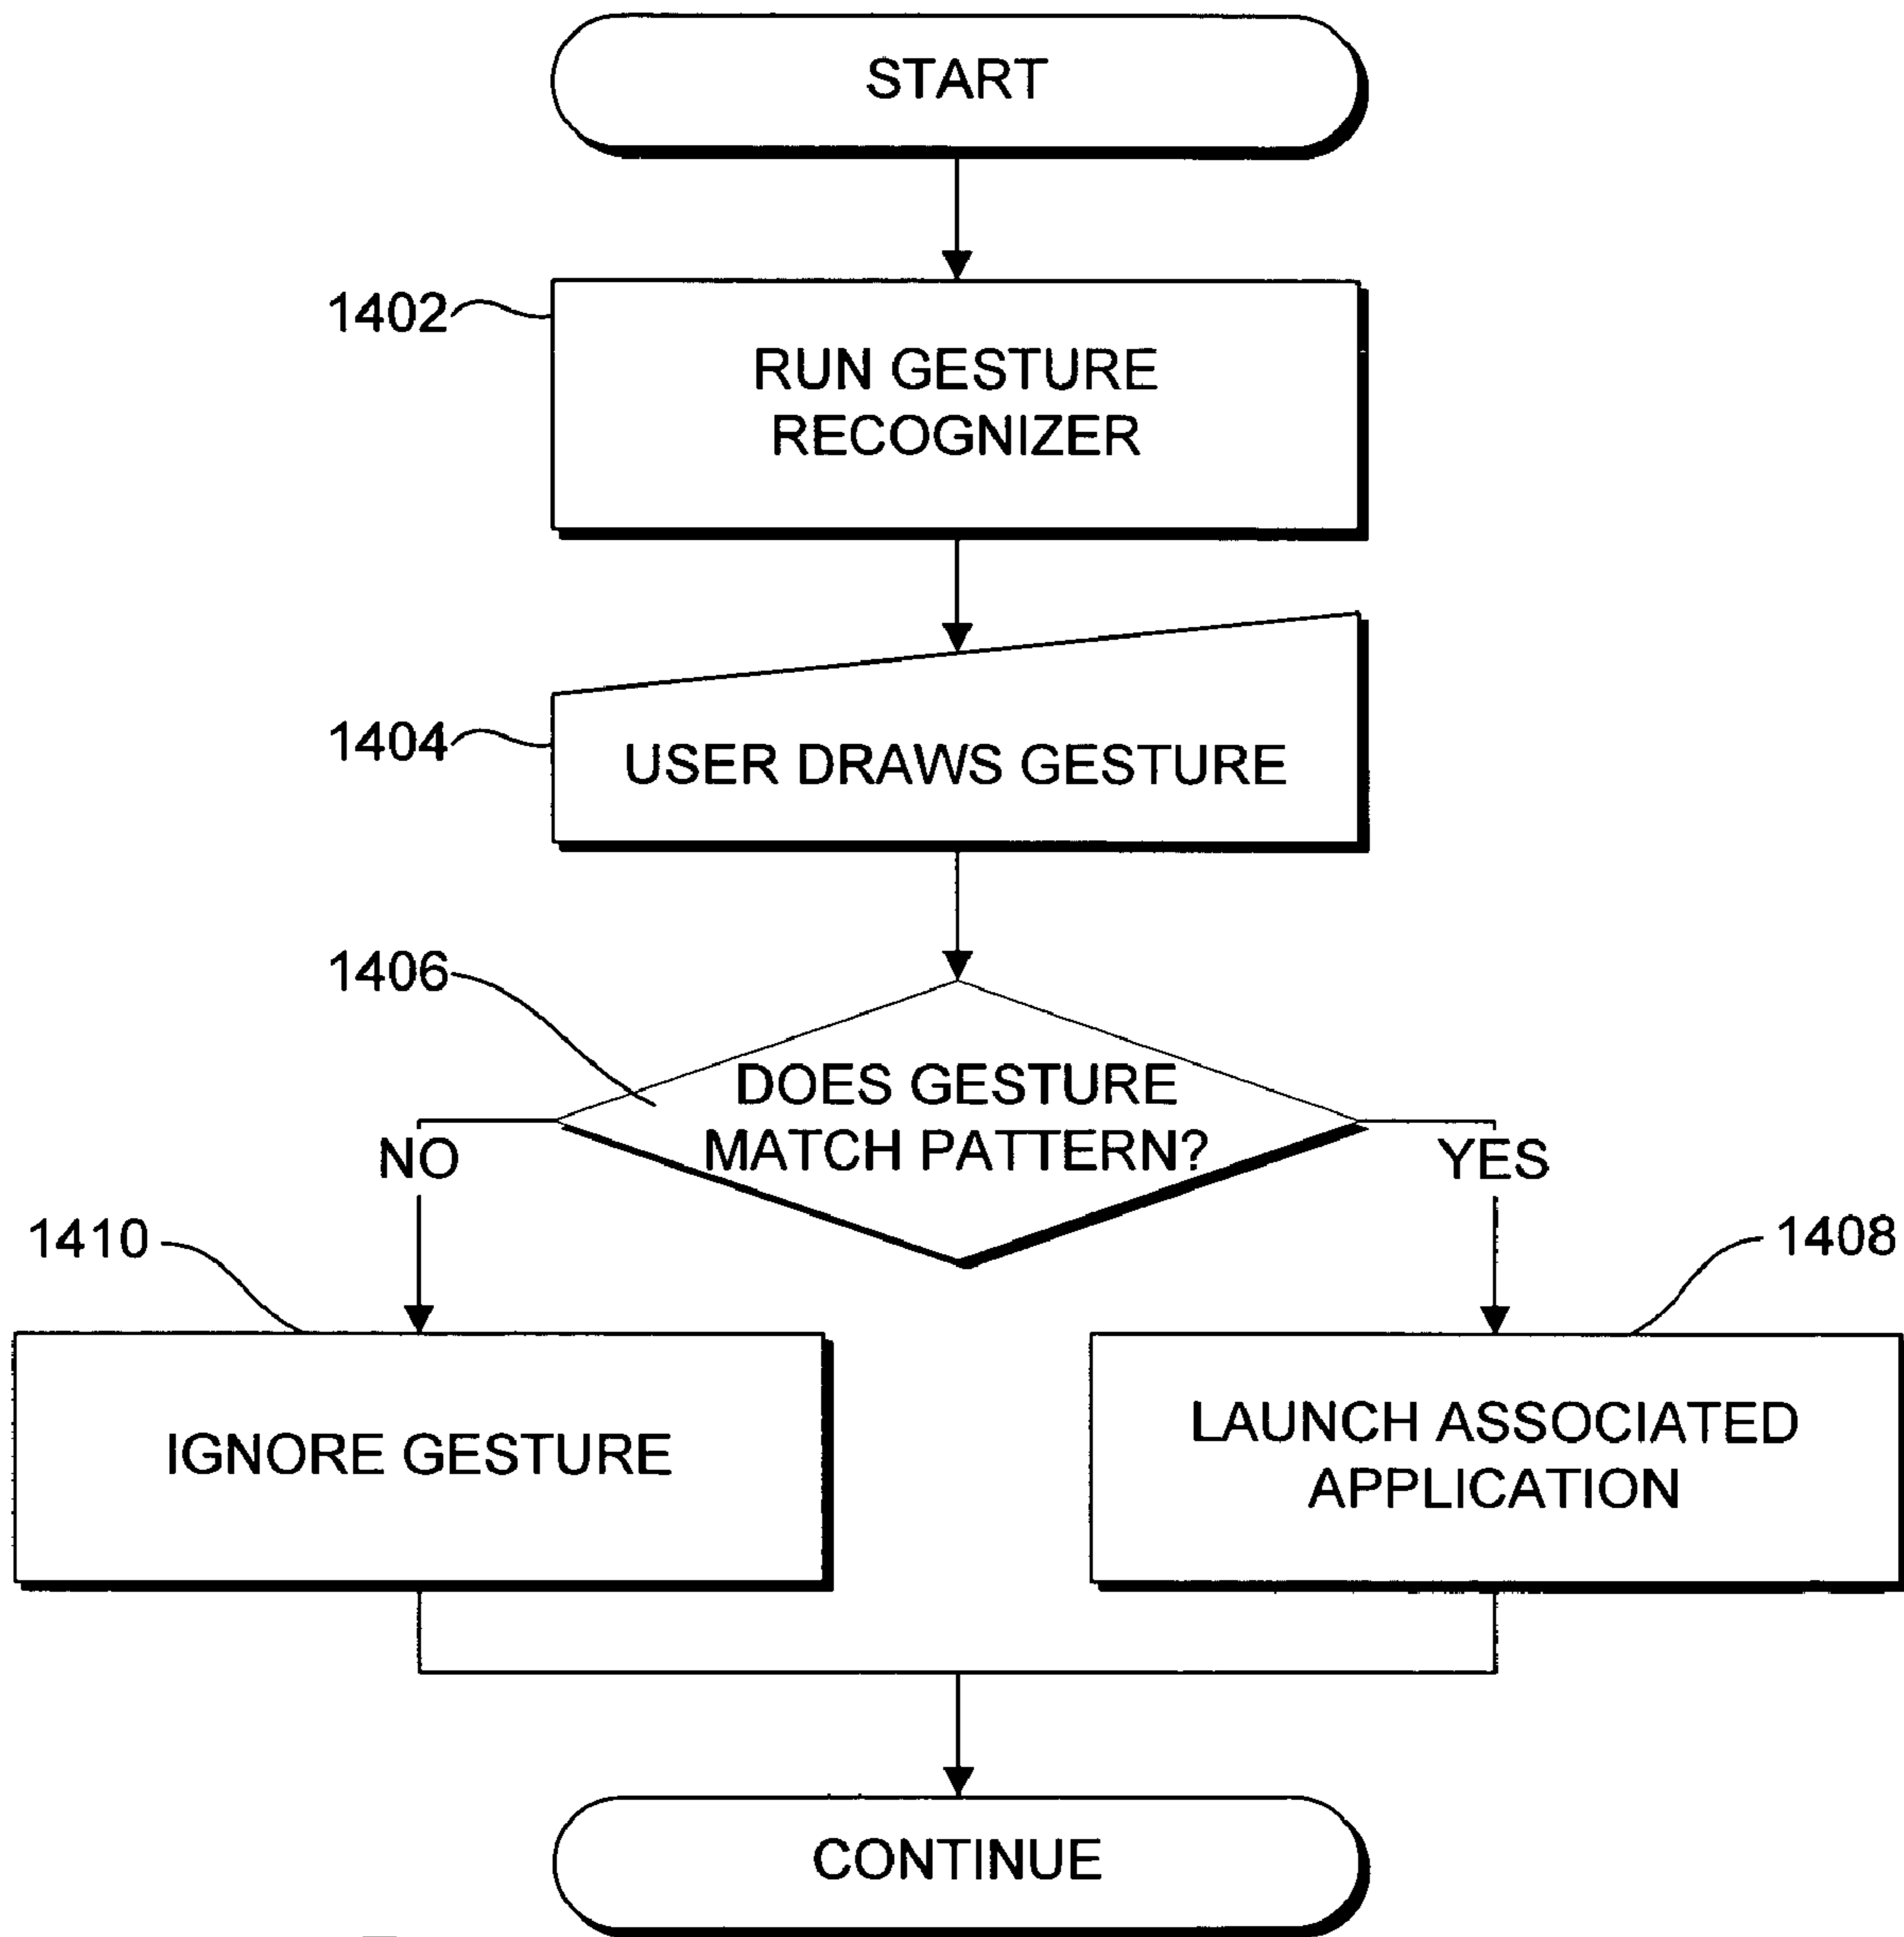 START
1402
RUN GESTURE
RECOGNIZER
1404
USER DRAWS GESTURE
1406
DOES GESTURE
MATCH PATTERN?
NO
YES
1410
1408
IGNORE GESTURE
LAUNCH ASSOCIATED
APPLICATION
CONTINUE